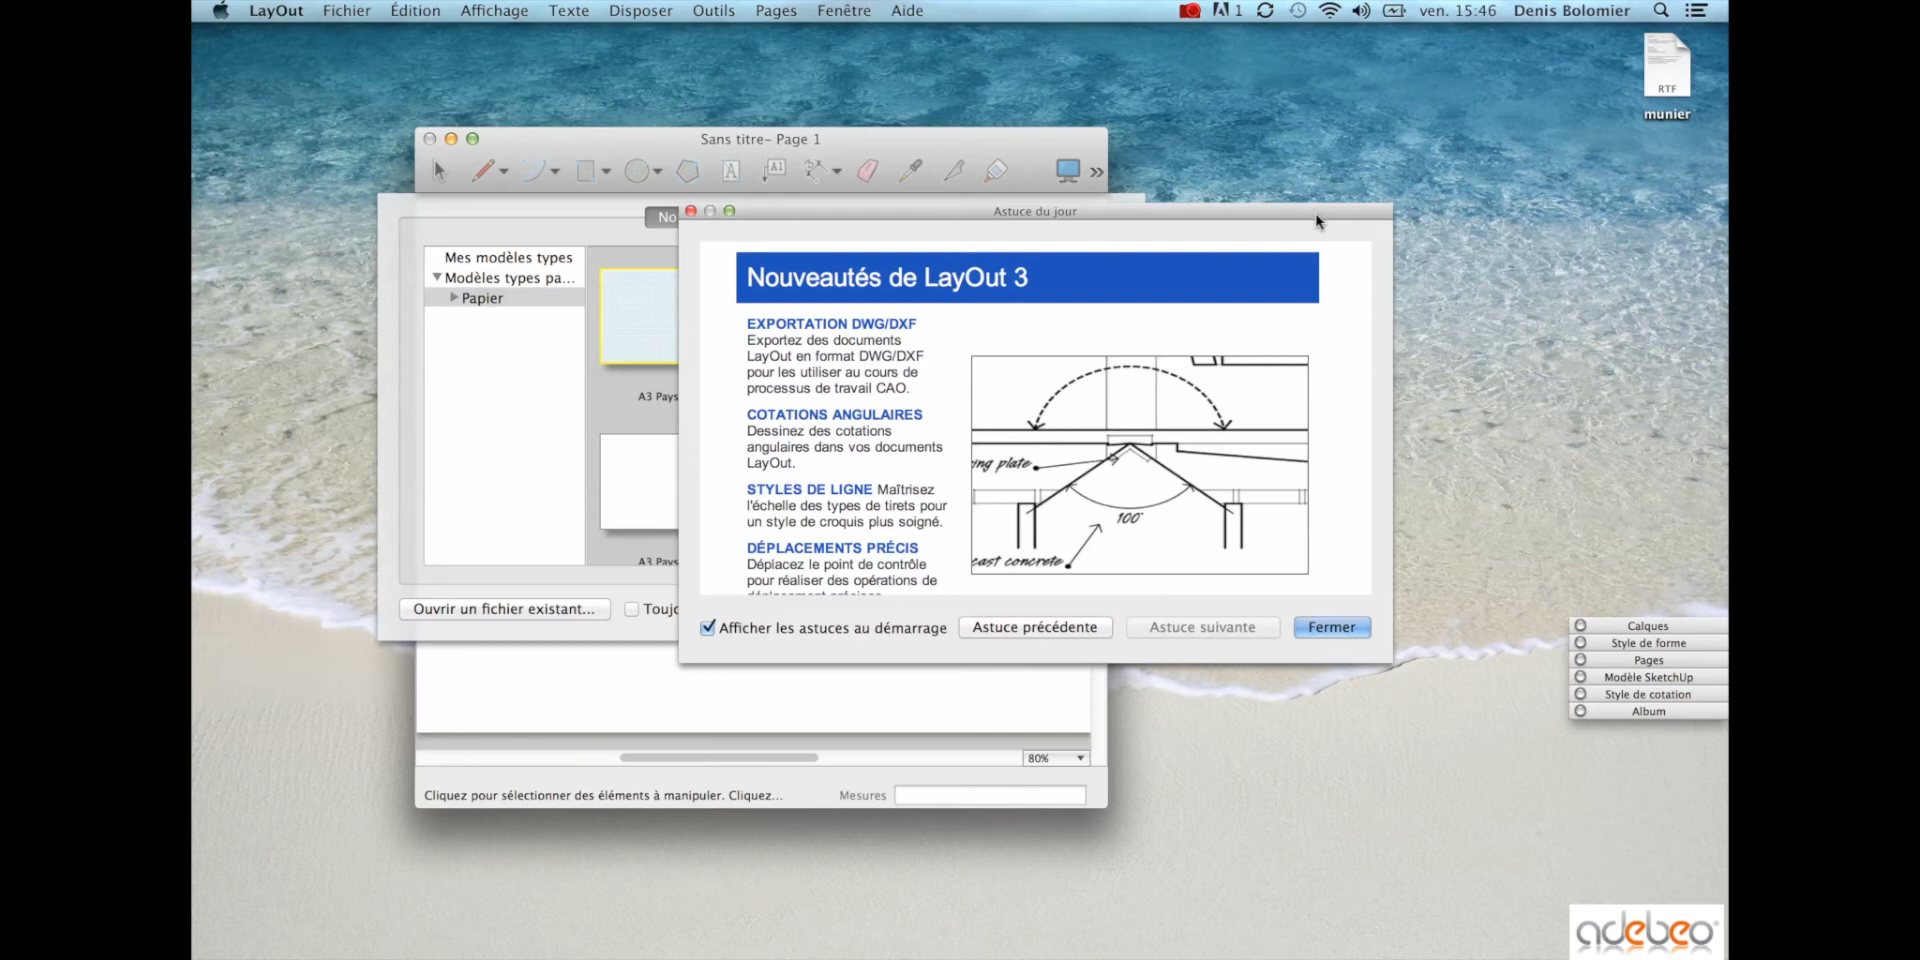 LayOut Fichier Édition Affichage Texte Disposer Outils Pages Fenêtre Aide
1 ven. 15:46 Denis Bolomier
RTF
munier
Sans titre- Page 1
A
A1
No
Astuce du jour
Mes modèles types
Modèles types pa...
Papier
A3 Pays
A3 Pays
Nouveautés de LayOut 3
EXPORTATION DWG/DXF
Exportez des documents
LayOut en format DWG/DXF
pour les utiliser au cours de
processus de travail CAO.
COTATIONS ANGULAIRES
Dessinez des cotations
angulaires dans vos documents
LayOut.
STYLES DE LIGNE Maîtrisez
l'échelle des types de tirets pour
un style de croquis plus soigné.
DÉPLACEMENTS PRÉCIS
Déplacez le point de contrôle
pour réaliser des opérations de
ing plate
100°
cast concrete
Ouvrir un fichier existant...
Toujo
Afficher les astuces au démarrage
Astuce précédente
Astuce suivante
Fermer
Calques
Style de forme
Pages
Modèle SketchUp
Style de cotation
Album
80%
Cliquez pour sélectionner des éléments à manipuler. Cliquez...
Mesures
adebeo